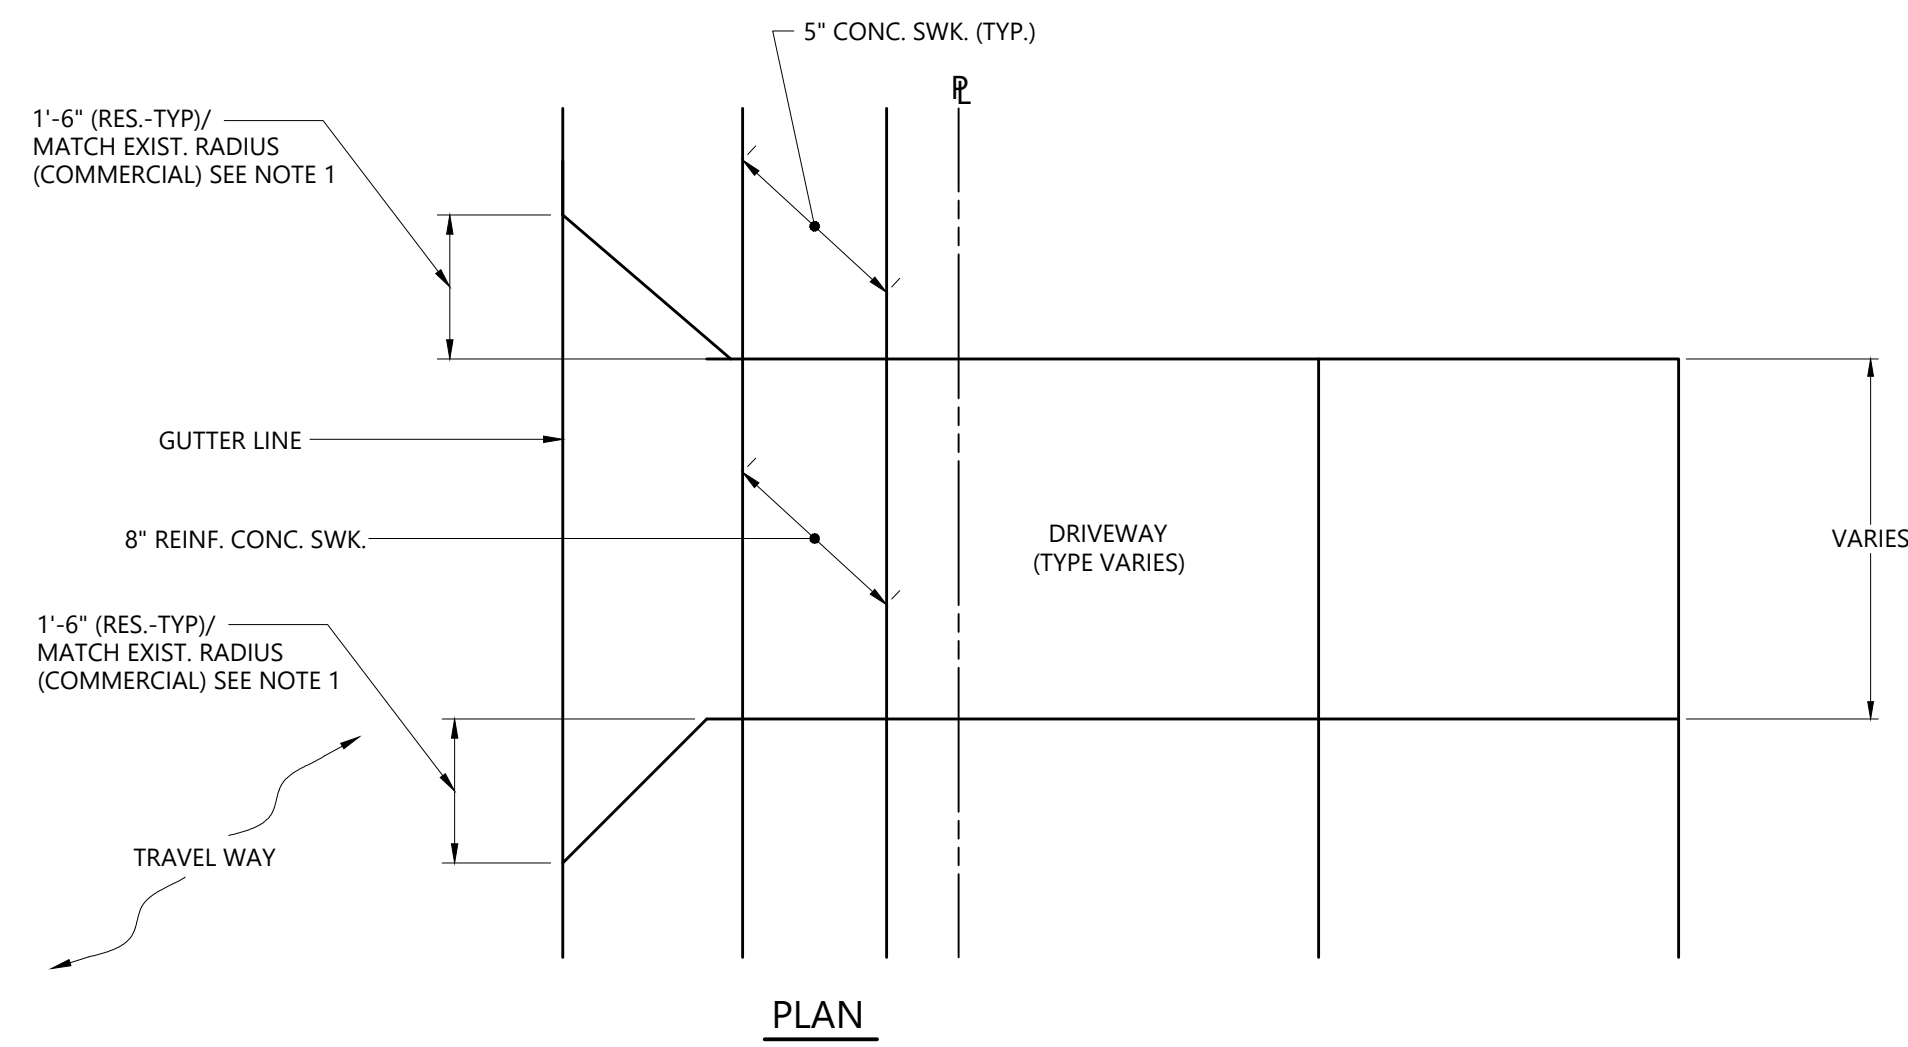 5" CONC. SWK. (TYP.)
PL
1'-6" (RES.-TYP)/
MATCH EXIST. RADIUS
(COMMERCIAL) SEE NOTE 1
GUTTER LINE
8" REINF. CONC. SWK.
DRIVEWAY
(TYPE VARIES)
VARIES
1'-6" (RES.-TYP)/
MATCH EXIST. RADIUS
(COMMERCIAL) SEE NOTE 1
TRAVEL WAY
PLAN